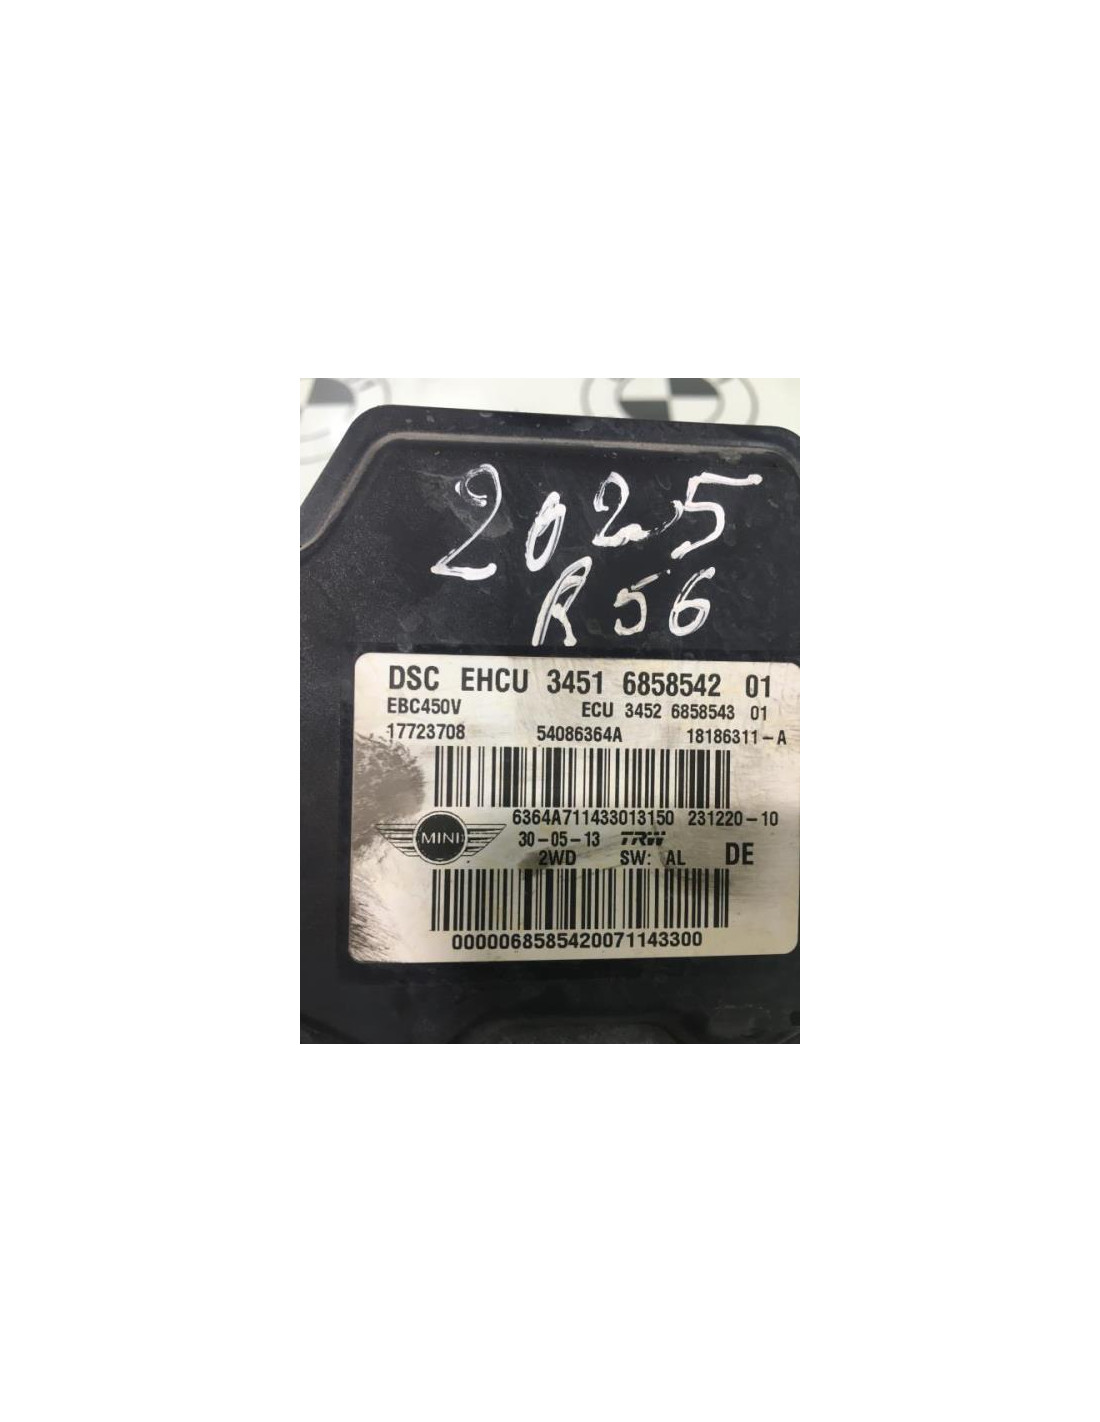 2025
R56
DSC EHCU 3451 6858542 01
EBC450V ECU 3452 6858543 01
17723708 54086364A 18186311-A
6364A711433013150 231220-10
MINI 30-05-13 TRW
2WD SW: AL DE
0000068585420071143300